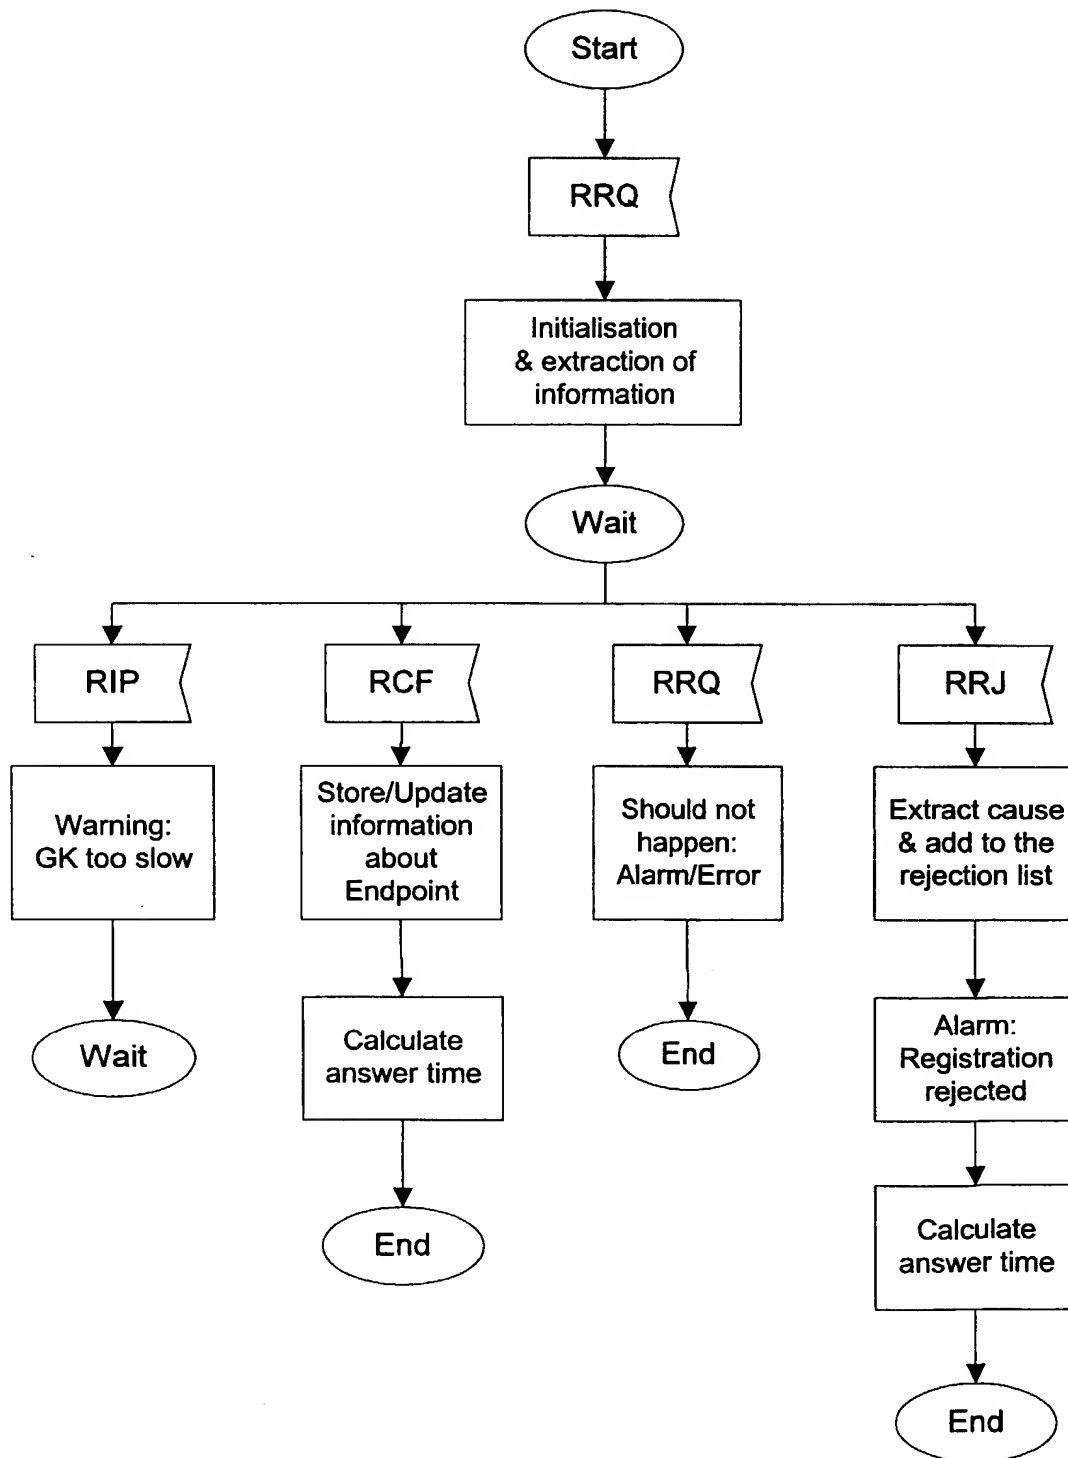 Start
RRQ
Initialisation
& extraction of
information
Wait
RIP
RCF
RRQ
RRJ
Warning:
GK too slow
Store/Update
information
about
Endpoint
Should not
happen:
Alarm/Error
Extract cause
& add to the
rejection list
Wait
Calculate
answer time
End
Alarm:
Registration
rejected
End
Calculate
answer time
End